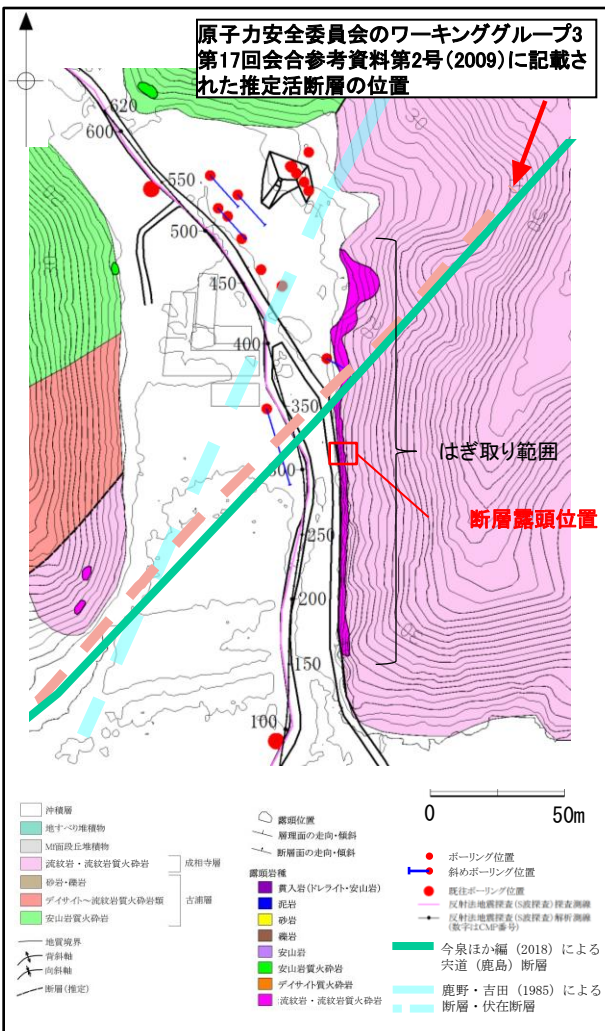 原子力安全委員会のワーキンググループ3
第17回会合参考資料第2号(2009)に記載さ
れた推定活断層の位置
620
600
550
500
450
400
350
300
250
200
150
100
はぎ取り範囲
断層露頭位置
0 50m
沖積層
地すべり堆積物
Mf面段丘堆積物
流紋岩・流紋岩質火砕岩
成相寺層
砂岩・礫岩
デイサイト~流紋岩質火砕岩類
古浦層
安山岩質火砕岩
地質境界
背斜軸
向斜軸
断層(推定)
露頭位置
層理面の走向・傾斜
断層面の走向・傾斜
露頭岩種
貫入岩(ドレライト・安山岩)
泥岩
砂岩
礫岩
安山岩
安山岩質火砕岩
デイサイト質火砕岩
流紋岩・流紋岩質火砕岩
ボーリング位置
斜めボーリング位置
既往ボーリング位置
反射法地震探査(S波探査)探査測線
反射法地震探査(S波探査)解析測線
(数字はCMP番号)
今泉ほか編(2018)による
宍道(鹿島)断層
鹿野・吉田(1985)による
断層・伏在断層